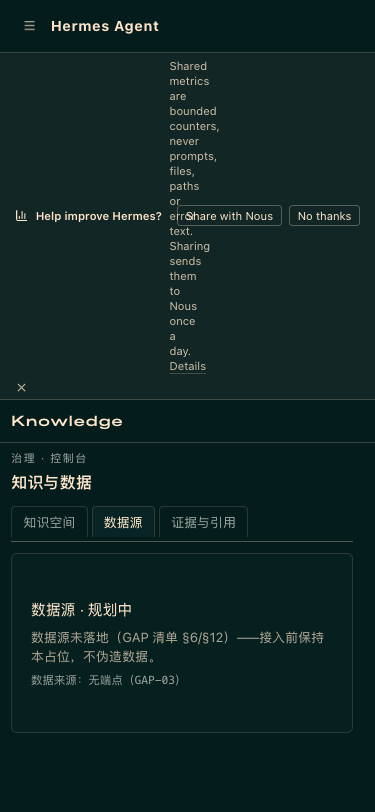 Hermes Agent
Shared
metrics
are
bounded
counters,
never
prompts,
files,
paths
or
Help improve Hermes?
error
Share with Nous
No thanks
text.
Sharing
sends
them
to
Nous
once
a
day.
Details
Knowledge
治理 · 控制台
知识与数据
知识空间
数据源
证据与引用
数据源 · 规划中
数据源未落地（GAP 清单 §6/§12）——接入前保持
本占位，不伪造数据。
数据来源: 无端点 (GAP-03)